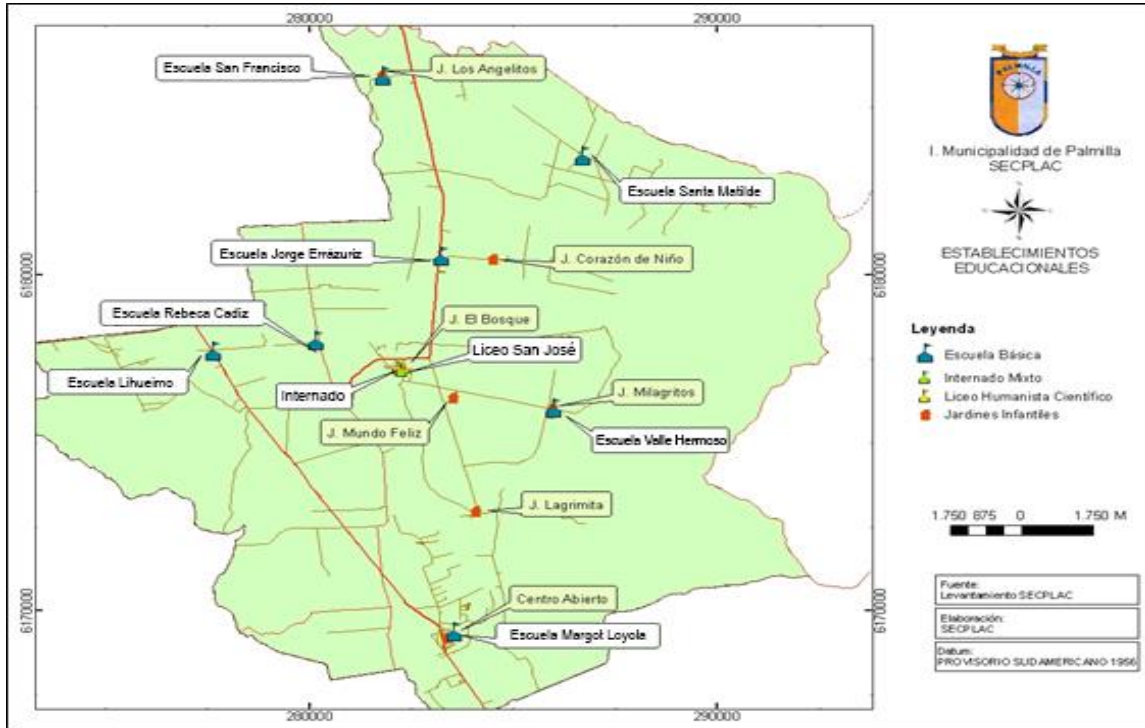 280000
290000
Escuela San Francisco
J. Los Angelitos
Escuela Santa Matilde
Escuela Jorge Errázuriz
J. Corazón de Niño
6180000
6180000
Escuela Rebeca Cadiz
J. El Bosque
Liceo San José
Escuela Lihueimo
Internado
J. Milagritos
J. Mundo Feliz
Escuela Valle Hermoso
J. Lagrimita
Centro Abierto
Escuela Margot Loyola
6170000
6170000
280000
290000
PALMILLA
I. Municipalidad de Palmilla
SECPLAC
ESTABLECIMIENTOS
EDUCACIONALES
Leyenda
Escuela Básica
Internado Mixto
Liceo Humanista Científico
Jardines Infantiles
1.750 875 0 1.750 M
Fuente:
Levantamiento SECPLAC
Elaboración:
SECPLAC
Datum:
PROVISORIO SUDAMERICANO 1956